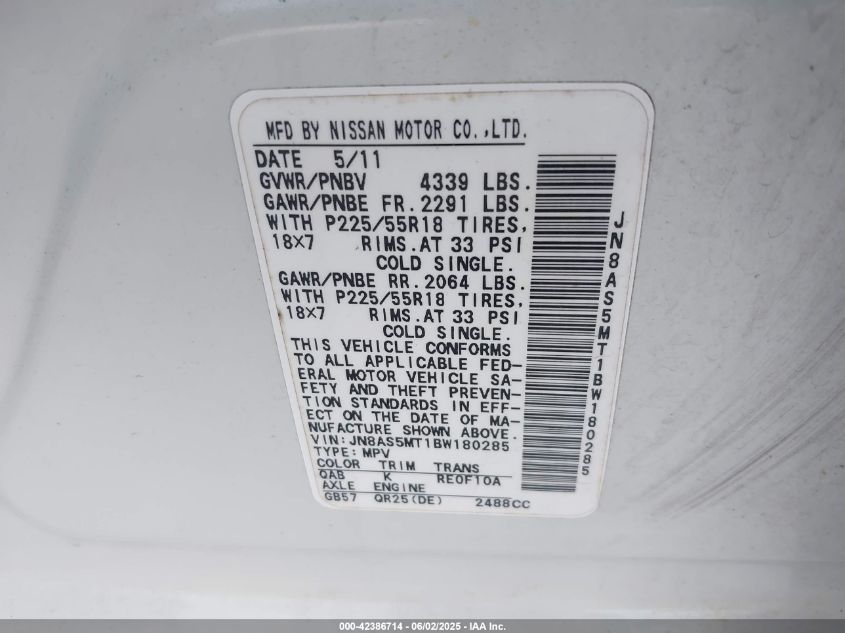 MFD BY NISSAN MOTOR CO.,LTD.
DATE 5/11
GVWR/PNBV 4339 LBS.
GAWR/PNBE FR.2291 LBS.
WITH P225/55R18 TIRES,
18×7 RIMS.AT 33 PSI
COLD SINGLE.
GAWR/PNBE RR.2064 LBS.
WITH P225/55R18 TIRES,
18×7 RIMS.AT 33 PSI
COLD SINGLE.
THIS VEHICLE CONFORMS
TO ALL APPLICABLE FED-
ERAL MOTOR VEHICLE SA-
FETY AND THEFT PREVEN-
TION STANDARDS IN EFF-
ECT ON THE DATE OF MA-
NUFACTURE SHOWN ABOVE.
VIN:JN8AS5MT1BW180285
TYPE:MPV
COLOR TRIM TRANS
QAB K RE0F10A
AXLE ENGINE
GB57 QR25(DE) 2488CC
JN8AS5MT1BW180285
000-42386714 - 06/02/2025 - IAA Inc.